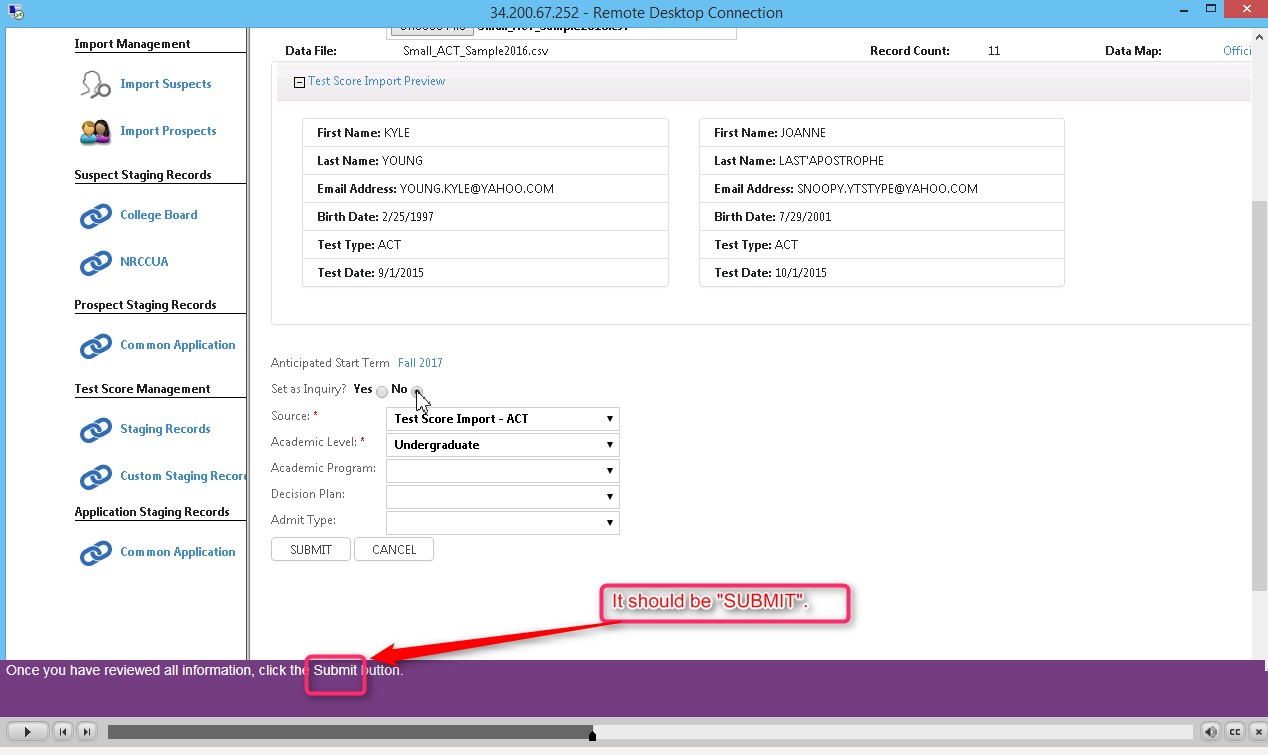 34.200.67.252 - Remote Desktop Connection
Import Management
Import Suspects
Import Prospects
Suspect Staging Records
College Board
NRCCUA
Prospect Staging Records
Common Application
Test Score Management
Staging Records
Custom Staging Recor
Application Staging Records
Common Application
Data File: Small_ACT_Sample2016.csv Record Count: 11 Data Map: Offici
Test Score Import Preview
First Name: KYLE
Last Name: YOUNG
Email Address: YOUNG.KYLE@YAHOO.COM
Birth Date: 2/25/1997
Test Type: ACT
Test Date: 9/1/2015
First Name: JOANNE
Last Name: LAST'APOSTROPHE
Email Address: SNOOPY.YTSTYPE@YAHOO.COM
Birth Date: 7/29/2001
Test Type: ACT
Test Date: 10/1/2015
Anticipated Start Term Fall 2017
Set as Inquiry? Yes No
Source: * Test Score Import - ACT
Academic Level: * Undergraduate
Academic Program:
Decision Plan:
Admit Type:
SUBMIT CANCEL
It should be "SUBMIT".
Once you have reviewed all information, click the Submit button.
CC